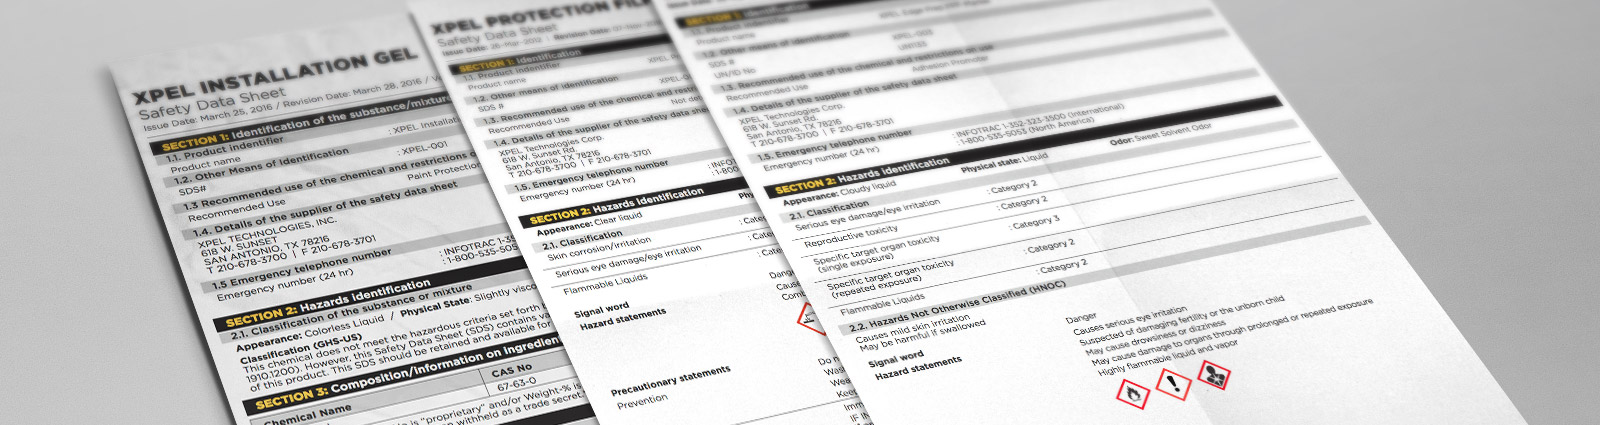 XPEL INSTALLATION GEL
Safety Data Sheet
Issue Date: March 25, 2016 / Revision Date: March 28, 2016 /
SECTION 1: Identification of the substance/mixture
1.1. Product indentifier
Product name : XPEL Installat
1.2. Other Means of Identification
SDS# : XPEL-001
1.3 Recommended use of the chemical and restrictions o
Recommended Use Paint Protectio
1.4. Details of the supplier of the safety data sheet
XPEL TECHNOLOGIES, INC.
618 W. SUNSET
SAN ANTONIO, TX 78216
T 210-678-3700 | F 210-678-3701
1.5 Emergency telephone number : INFOTRAC 1-35
Emergency number (24 hr) : 1-800-535-505
SECTION 2: Hazards identification
2.1. Classification of the substance or mixture
Appearance: Colorless Liquid / Physical State: Slightly visco
Classification (GHS-US)
This chemical does not meet the hazardous criteria set forth
1910.1200). However, this Safety Data Sheet (SDS) contains va
of this product. This SDS should be retained and available for
SECTION 3: Composition/Information on Ingredien
CAS No
Chemical Name 67-63-0
is "proprietary" and/or Weight-% is
withheld as a trade secret.
XPEL PROTECTION FIL
Safety Data Sheet
Issue Date: 26-Mar-2012 | Revision Date:
SECTION 1: Identification
1.1. Product indentifier
Product name
1.2. Other means of identification
SDS #
1.3. Recommended use of the chemical and rest
Recommended Use Not de
1.4. Details of the supplier of the safety data sh
XPEL Technologies Corp.
618 W. Sunset Rd.
San Antonio, TX 78216
T 210-678-3700 | F 210-678-3701
1.5. Emergency telephone number : INFOT
Emergency number (24 hr) : 1-800
SECTION 2: Hazards identification
Appearance: Clear liquid Phy
2.1. Classification
Skin corrosion/irritation : Categ
Serious eye damage/eye irritation : Cate
Flammable Liquids : Cate
Signal word Dang
Hazard statements Cause
Comb
Precautionary statements
Prevention Do n
Wea
Wea
Keep
Imm
IF IN
SECTION 1: Identification
1.1. Product indentifier
Product name
1.2. Other means of identification
SDS # XPEL-003
UN/ID No UN1133
1.3. Recommended use of the chemical and restrictions on use
Recommended Use Adhesion Promoter
1.4. Details of the supplier of the safety data sheet
XPEL Technologies Corp.
618 W. Sunset Rd.
San Antonio, TX 78216
T 210-678-3700 | F 210-678-3701
1.5. Emergency telephone number : INFOTRAC 1-352-323-3500 (International)
Emergency number (24 hr) : 1-800-535-5053 (North America)
SECTION 2: Hazards identification
Appearance: Cloudy liquid Physical state: Liquid Odor: Sweet Solvent Odor
2.1. Classification
Serious eye damage/eye irritation : Category 2
Reproductive toxicity : Category 2
Specific target organ toxicity : Category 3
(single exposure)
Specific target organ toxicity : Category 2
(repeated exposure)
Flammable Liquids : Category 2
2.2. Hazards Not Otherwise Classified (HNOC)
Causes mild skin irritation
May be harmful if swallowed
Signal word Danger
Hazard statements Causes serious eye irritation
Suspected of damaging fertility or the unborn child
May cause drowsiness or dizziness
May cause damage to organs through prolonged or repeated exposure
Highly flammable liquid and vapor